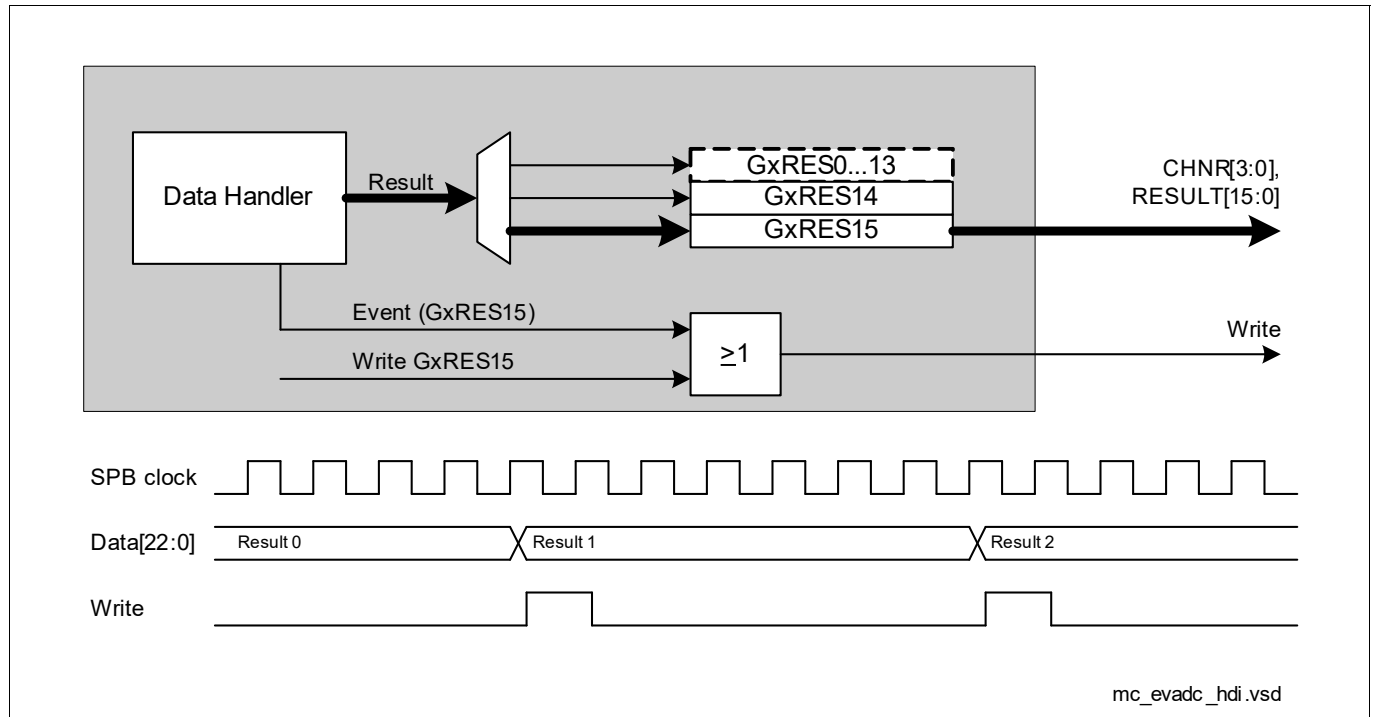 Data Handler
Result
GxRES0...13
GxRES14
GxRES15
CHNR[3:0],
RESULT[15:0]
Event (GxRES15)
Write GxRES15
≥1
Write
SPB clock
Data[22:0]
Result 0
Result 1
Result 2
Write
mc_evadc_hdi.vsd